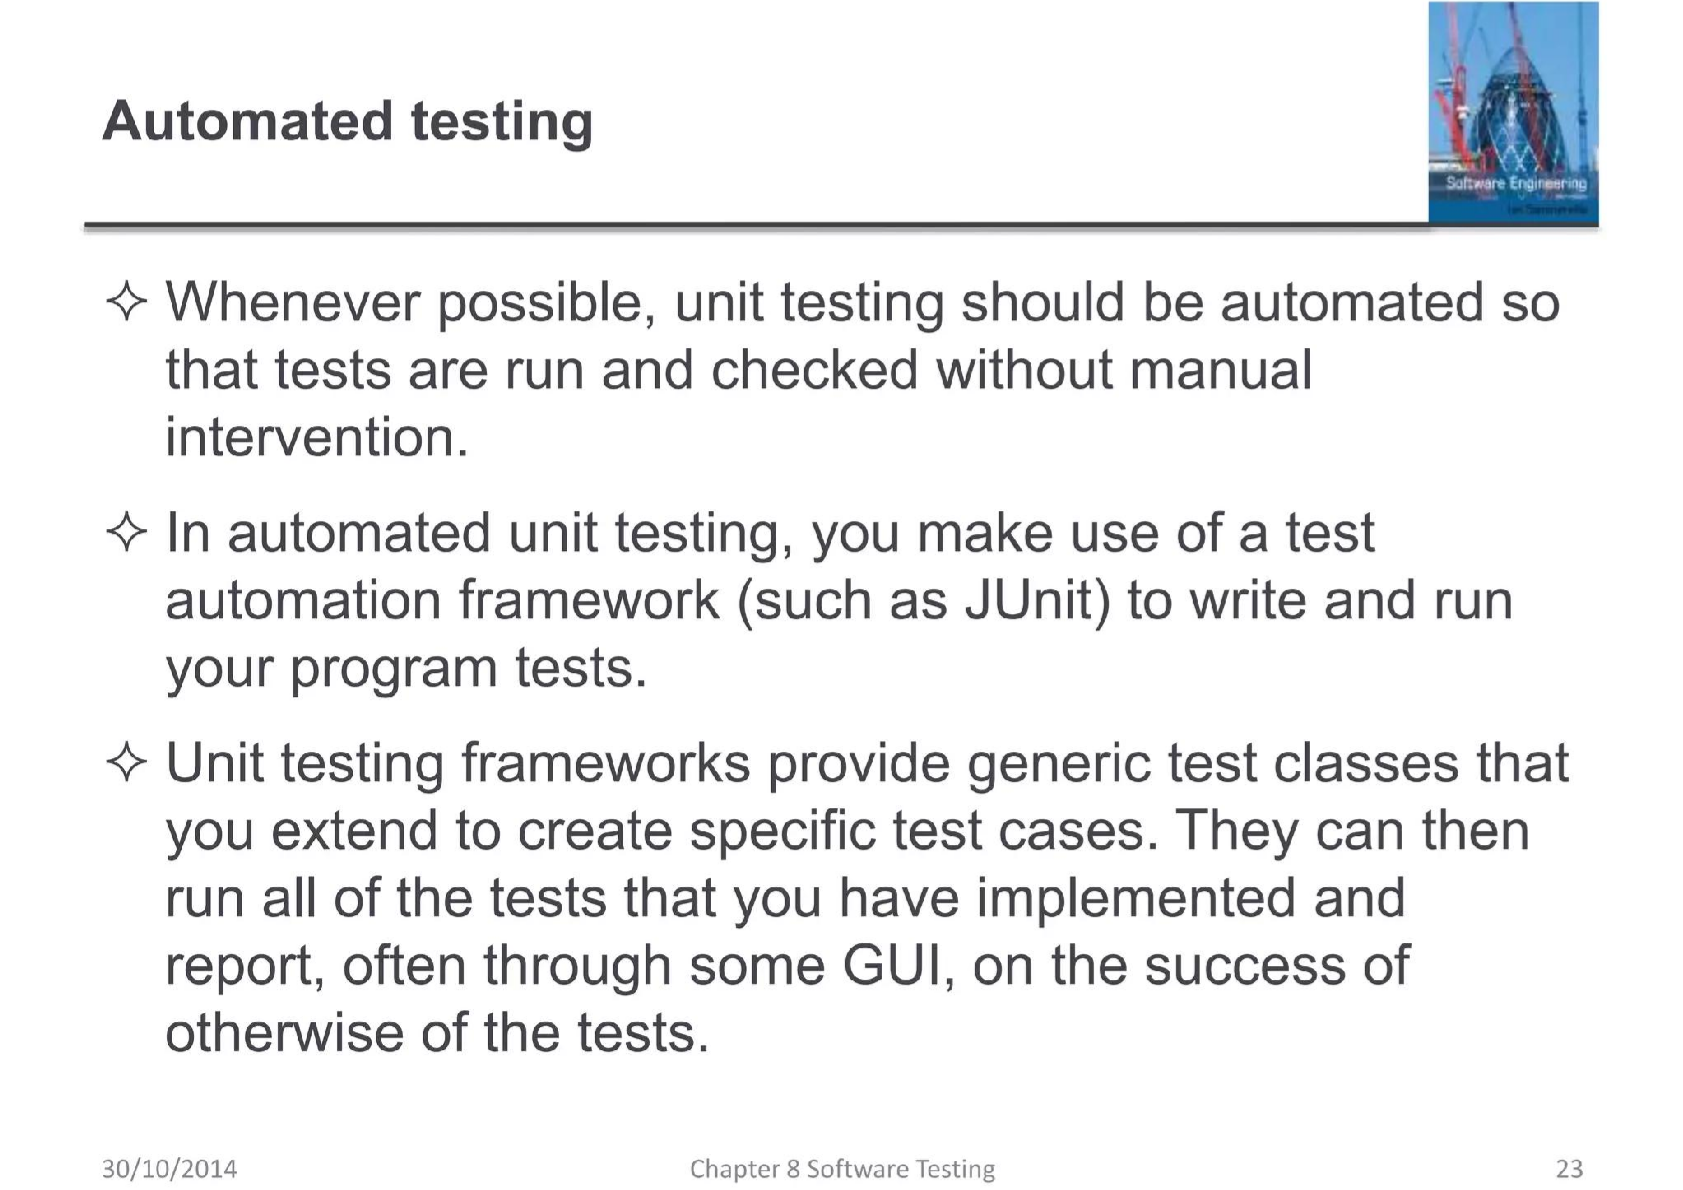 Automated testing
Software Engineering
Ian Sommerville
✧ Whenever possible, unit testing should be automated so
that tests are run and checked without manual
intervention.
✧ In automated unit testing, you make use of a test
automation framework (such as JUnit) to write and run
your program tests.
✧ Unit testing frameworks provide generic test classes that
you extend to create specific test cases. They can then
run all of the tests that you have implemented and
report, often through some GUI, on the success of
otherwise of the tests.
30/10/2014
Chapter 8 Software Testing
23